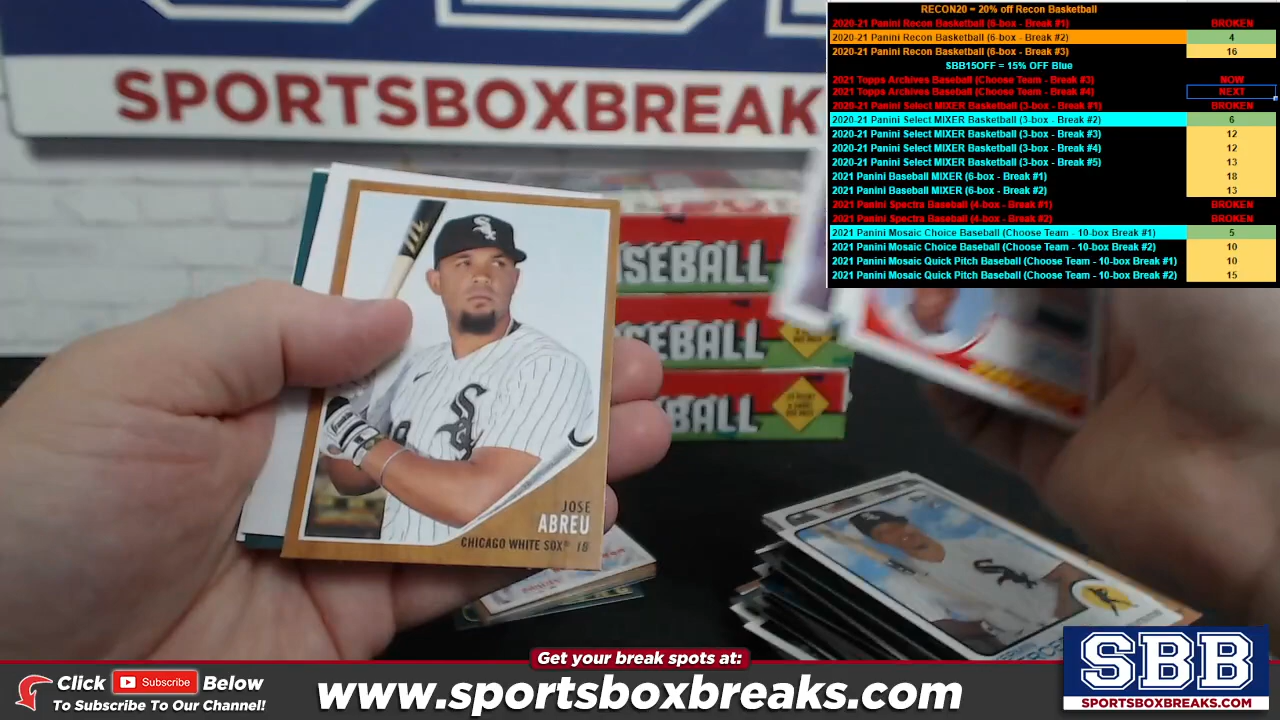 RECON20 = 20% off Recon Basketball
2020-21 Panini Recon Basketball (6-box - Break #1) BROKEN
2020-21 Panini Recon Basketball (6-box - Break #2) 4
2020-21 Panini Recon Basketball (6-box - Break #3) 16
SBB15OFF = 15% OFF Blue
2021 Topps Archives Baseball (Choose Team - Break #3) NOW
2021 Topps Archives Baseball (Choose Team - Break #4) NEXT
2020-21 Panini Select MIXER Basketball (3-box - Break #1) BROKEN
2020-21 Panini Select MIXER Basketball (3-box - Break #2) 6
2020-21 Panini Select MIXER Basketball (3-box - Break #3) 12
2020-21 Panini Select MIXER Basketball (3-box - Break #4) 12
2020-21 Panini Select MIXER Basketball (3-box - Break #5) 13
2021 Panini Baseball MIXER (6-box - Break #1) 18
2021 Panini Baseball MIXER (6-box - Break #2) 13
2021 Panini Spectra Baseball (4-box - Break #1) BROKEN
2021 Panini Spectra Baseball (4-box - Break #2) BROKEN
2021 Panini Mosaic Choice Baseball (Choose Team - 10-box Break #1) 5
2021 Panini Mosaic Choice Baseball (Choose Team - 10-box Break #2) 10
2021 Panini Mosaic Quick Pitch Baseball (Choose Team - 10-box Break #1) 10
2021 Panini Mosaic Quick Pitch Baseball (Choose Team - 10-box Break #2) 15
SPORTSBOXBREAKS
SEBALL
SEBALL
BALL
Sox
Sox
JOSE
ABREU
CHICAGO WHITE SOX® 1B
Get your break spots at:
Click Subscribe Below
To Subscribe To Our Channel!
www.sportsboxbreaks.com
SBB
SPORTSBOXBREAKS.COM